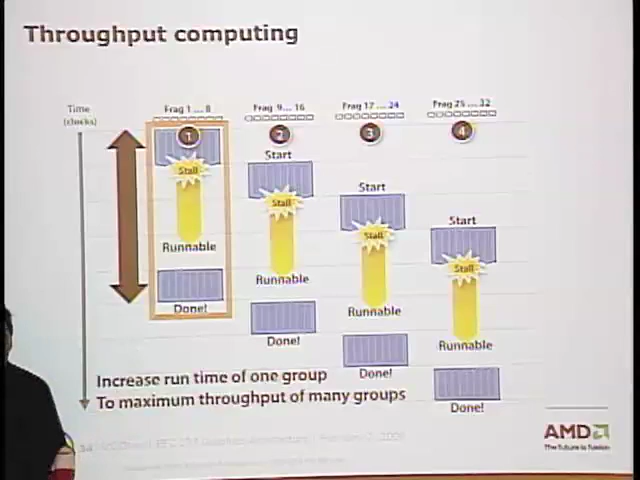 Throughput computing
Time
(clocks)
Frag 1 … 8
Frag 9… 16
Frag 17 … 24
Frag 25 … 32
1
2
3
4
Start
Start
Start
Stall
Stall
Stall
Stall
Runnable
Runnable
Runnable
Runnable
Done!
Done!
Done!
Done!
Increase run time of one group
To maximum throughput of many groups
34
AMD
The Future is Fusion